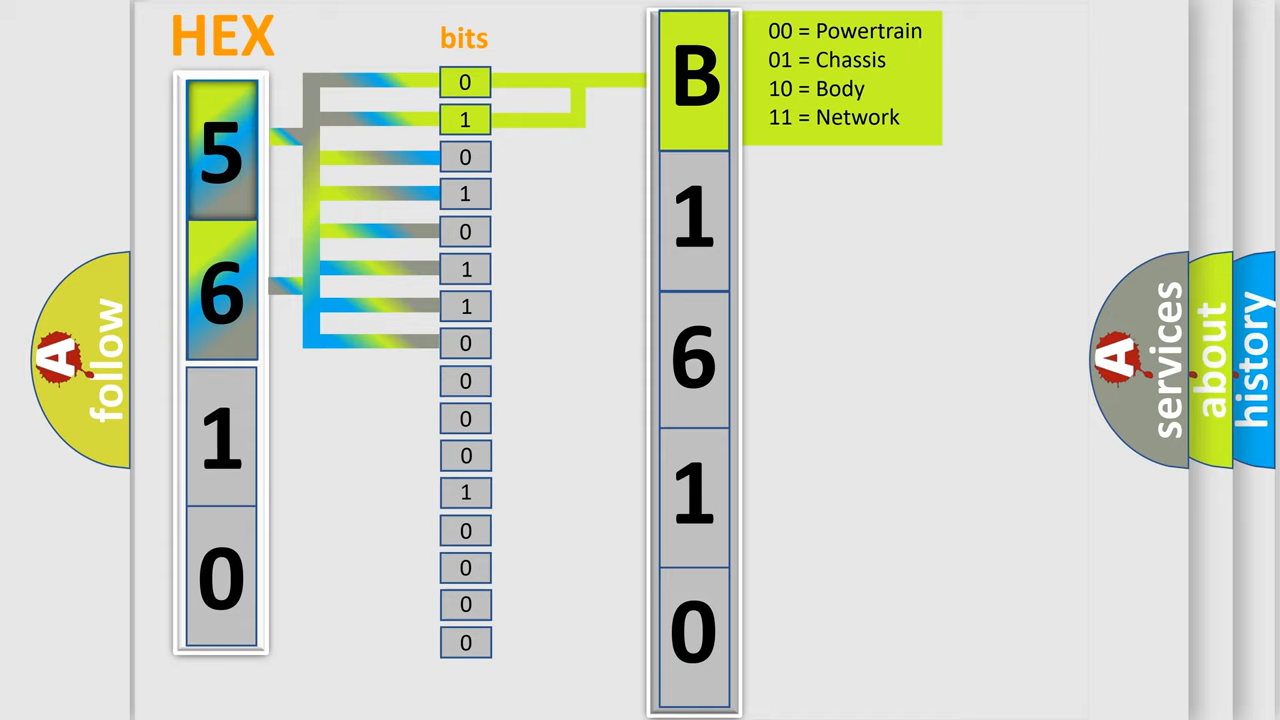 HEX
bits
5
6
1
0
0
1
0
1
0
1
1
0
0
0
0
1
0
0
0
0
B
1
6
1
0
00 = Powertrain
01 = Chassis
10 = Body
11 = Network
A
follow
A
services
about
history